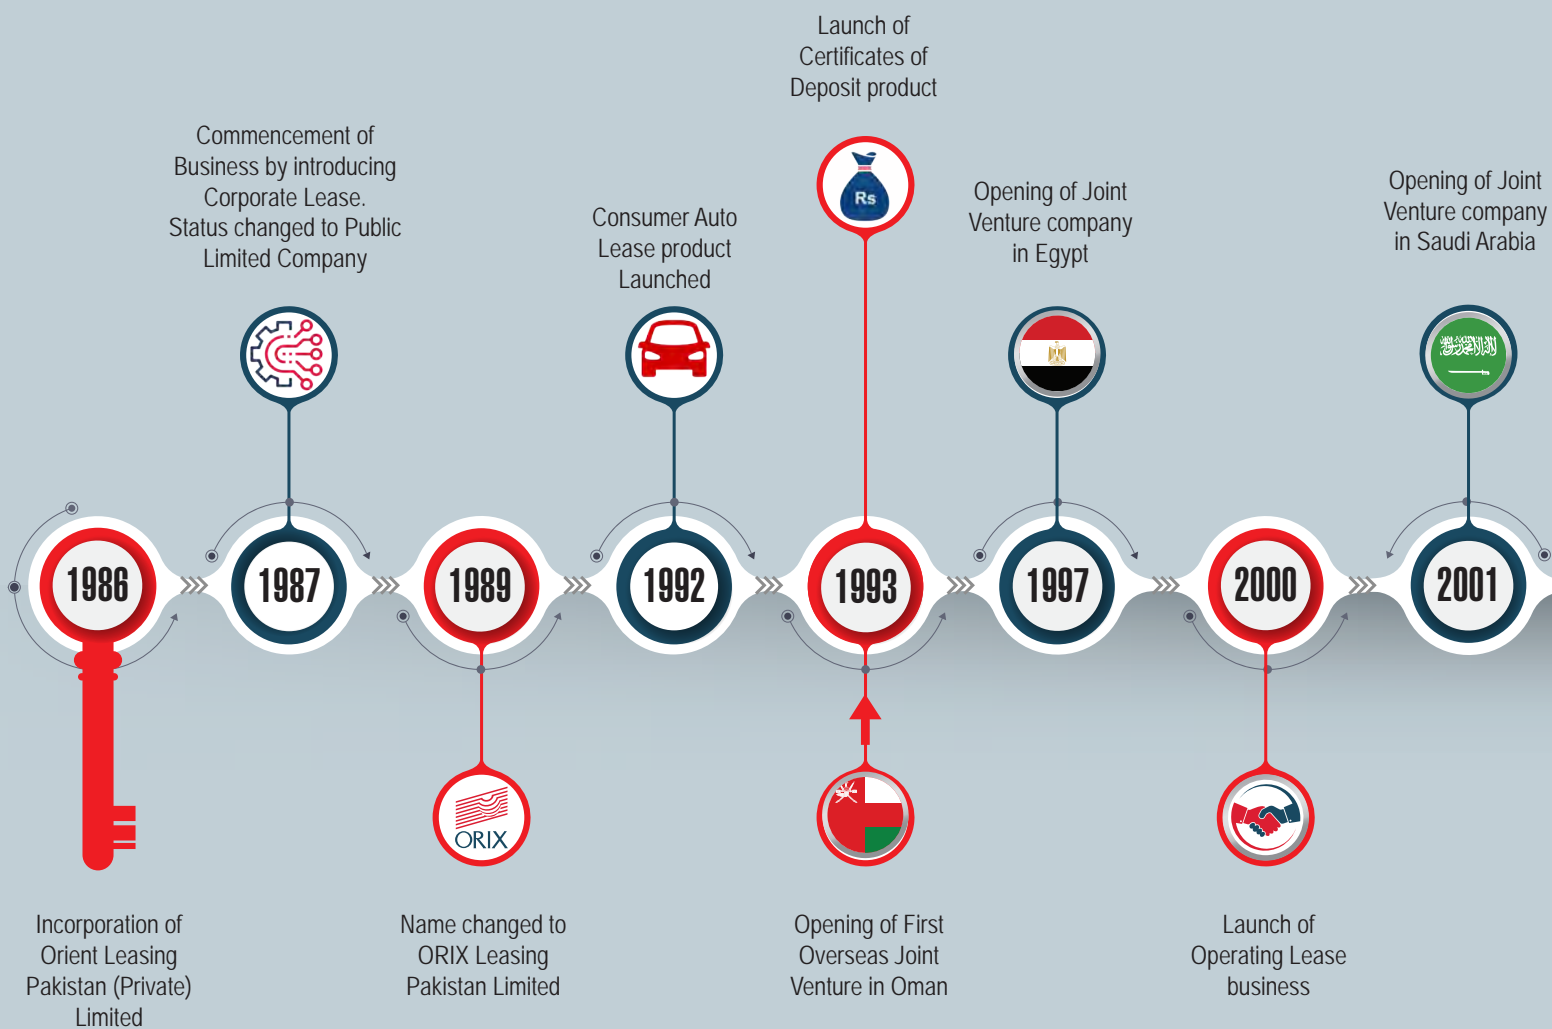 Launch of
Certificates of
Deposit product
Commencement of
Business by introducing
Corporate Lease.
Status changed to Public
Limited Company
Consumer Auto
Lease product
Launched
Rs
Opening of Joint
Venture company
in Egypt
Opening of Joint
Venture company
in Saudi Arabia
1986
1987
1989
1992
1993
1997
2000
2001
ORIX
Incorporation of
Orient Leasing
Pakistan (Private)
Limited
Name changed to
ORIX Leasing
Pakistan Limited
Opening of First
Overseas Joint
Venture in Oman
Launch of
Operating Lease
business